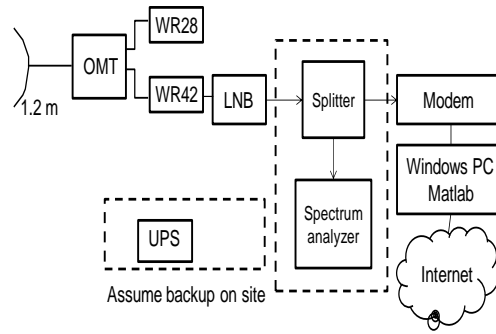 1.2 m
OMT
WR28
WR42
LNB
Splitter
Modem
Spectrum
analyzer
Windows PC
Matlab
Internet
UPS
Assume backup on site